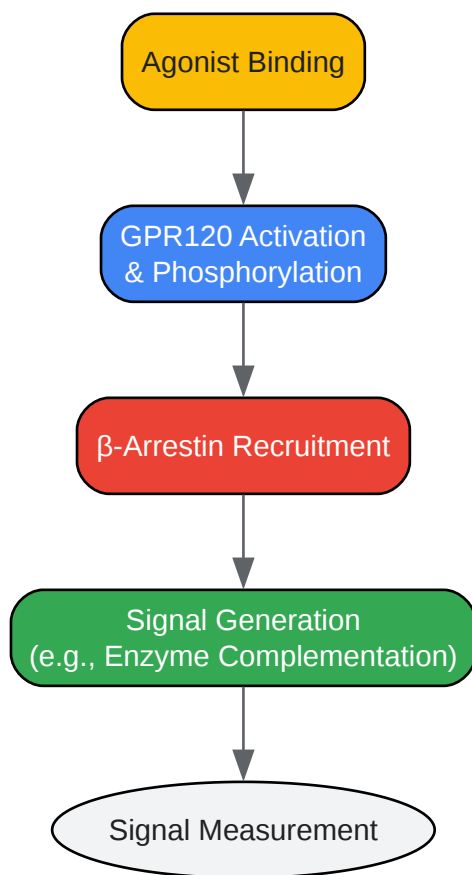 Agonist Binding
GPR120 Activation
& Phosphorylation
β-Arrestin Recruitment
Signal Generation
(e.g., Enzyme Complementation)
Signal Measurement